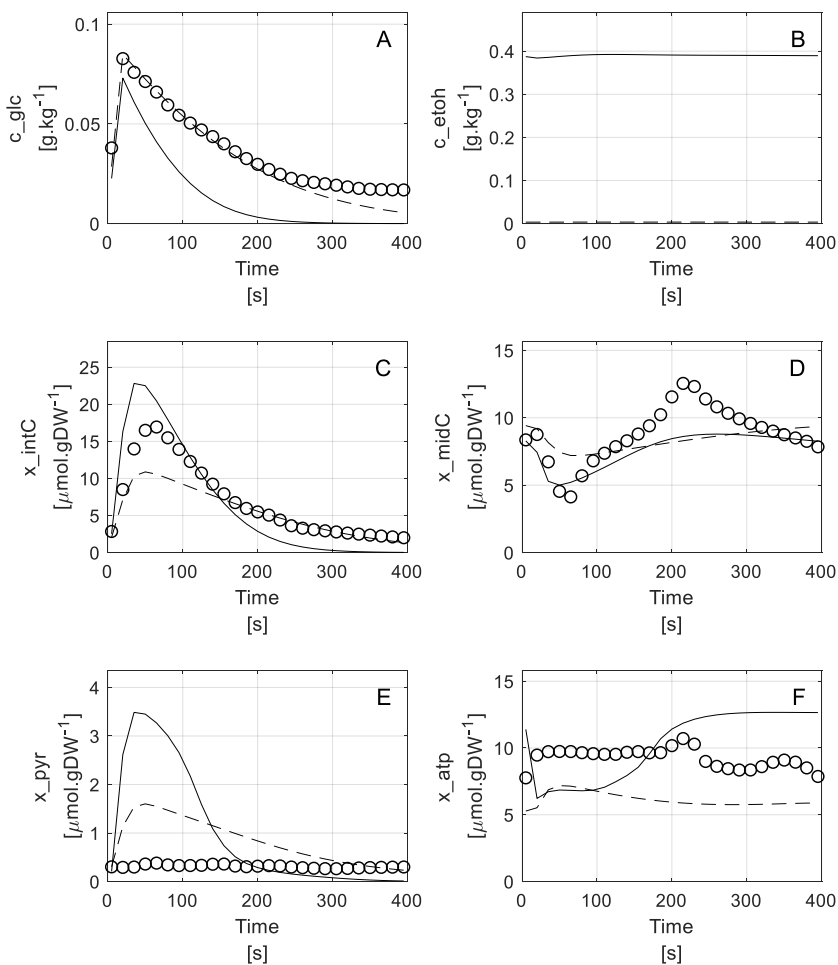 A
c_glc
[g.kg⁻¹]
0.1
0.05
0
0 100 200 300 400
Time
[s]
B
c_etoh
[g.kg⁻¹]
0.4
0.3
0.2
0.1
0
0 100 200 300 400
Time
[s]
C
x_intC
[μmol.gDW⁻¹]
25
20
15
10
5
0
0 100 200 300 400
Time
[s]
D
x_midC
[μmol.gDW⁻¹]
15
10
5
0
0 100 200 300 400
Time
[s]
E
x_pyr
[μmol.gDW⁻¹]
4
3
2
1
0
0 100 200 300 400
Time
[s]
F
x_atp
[μmol.gDW⁻¹]
15
10
5
0
0 100 200 300 400
Time
[s]